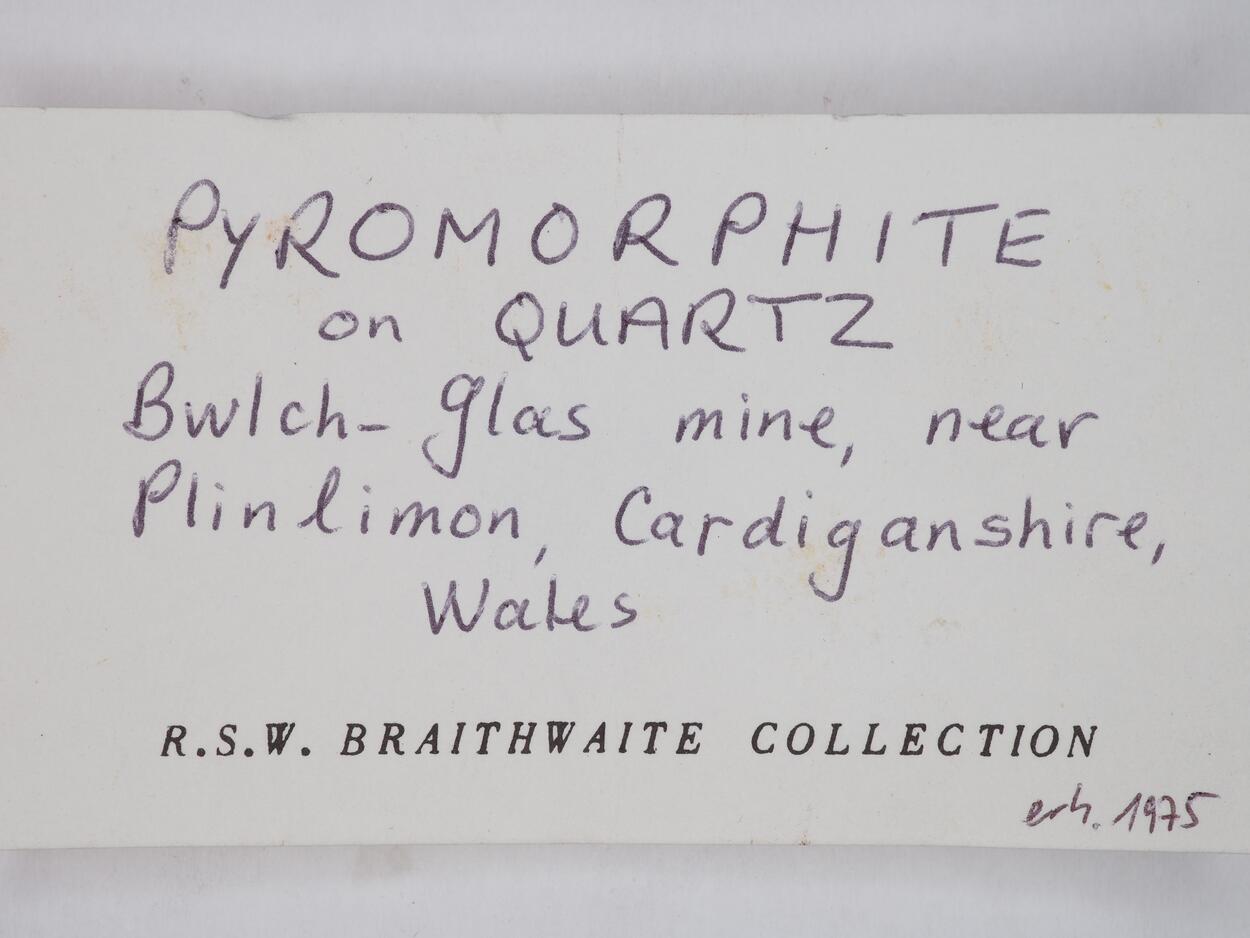 PYROMORPHITE
on QUARTZ
Bwlch-glas mine, near
Plinlimon, Cardiganshire,
Wales
R.S.W. BRAITHWAITE COLLECTION
erh. 1975